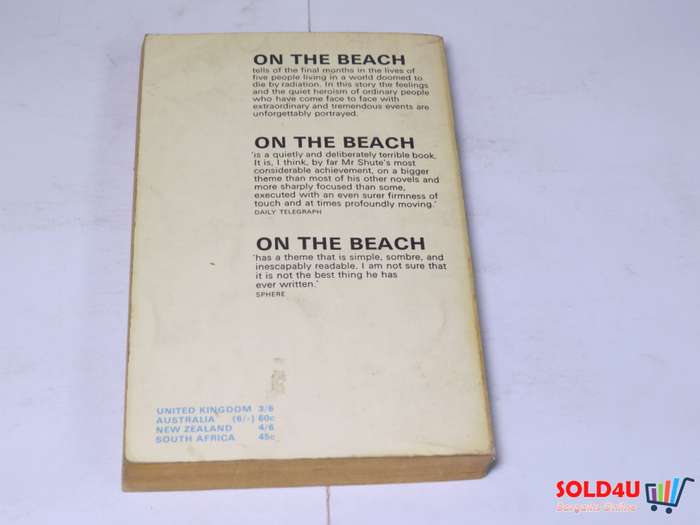 ON THE BEACH
tells of the final months in the lives of
five people living in a world doomed to
die by radiation. In this story the feelings
and the quiet heroism of ordinary people
who have come face to face with
extraordinary and tremendous events are
unforgettably portrayed.
ON THE BEACH
'is a quietly and deliberately terrible book.
It is, I think, by far Mr Shute's most
considerable achievement, on a bigger
theme than most of his other novels and
more sharply focused than some,
executed with an even surer firmness of
touch and at times profoundly moving.'
DAILY TELEGRAPH
ON THE BEACH
'has a theme that is simple, sombre, and
inescapably readable. I am not sure that
it is not the best thing he has
ever written.'
SPHERE
UNITED KINGDOM 3/6
AUSTRALIA (6/-) 60c
NEW ZEALAND 4/6
SOUTH AFRICA 45c
SOLD4U
Bargains Online